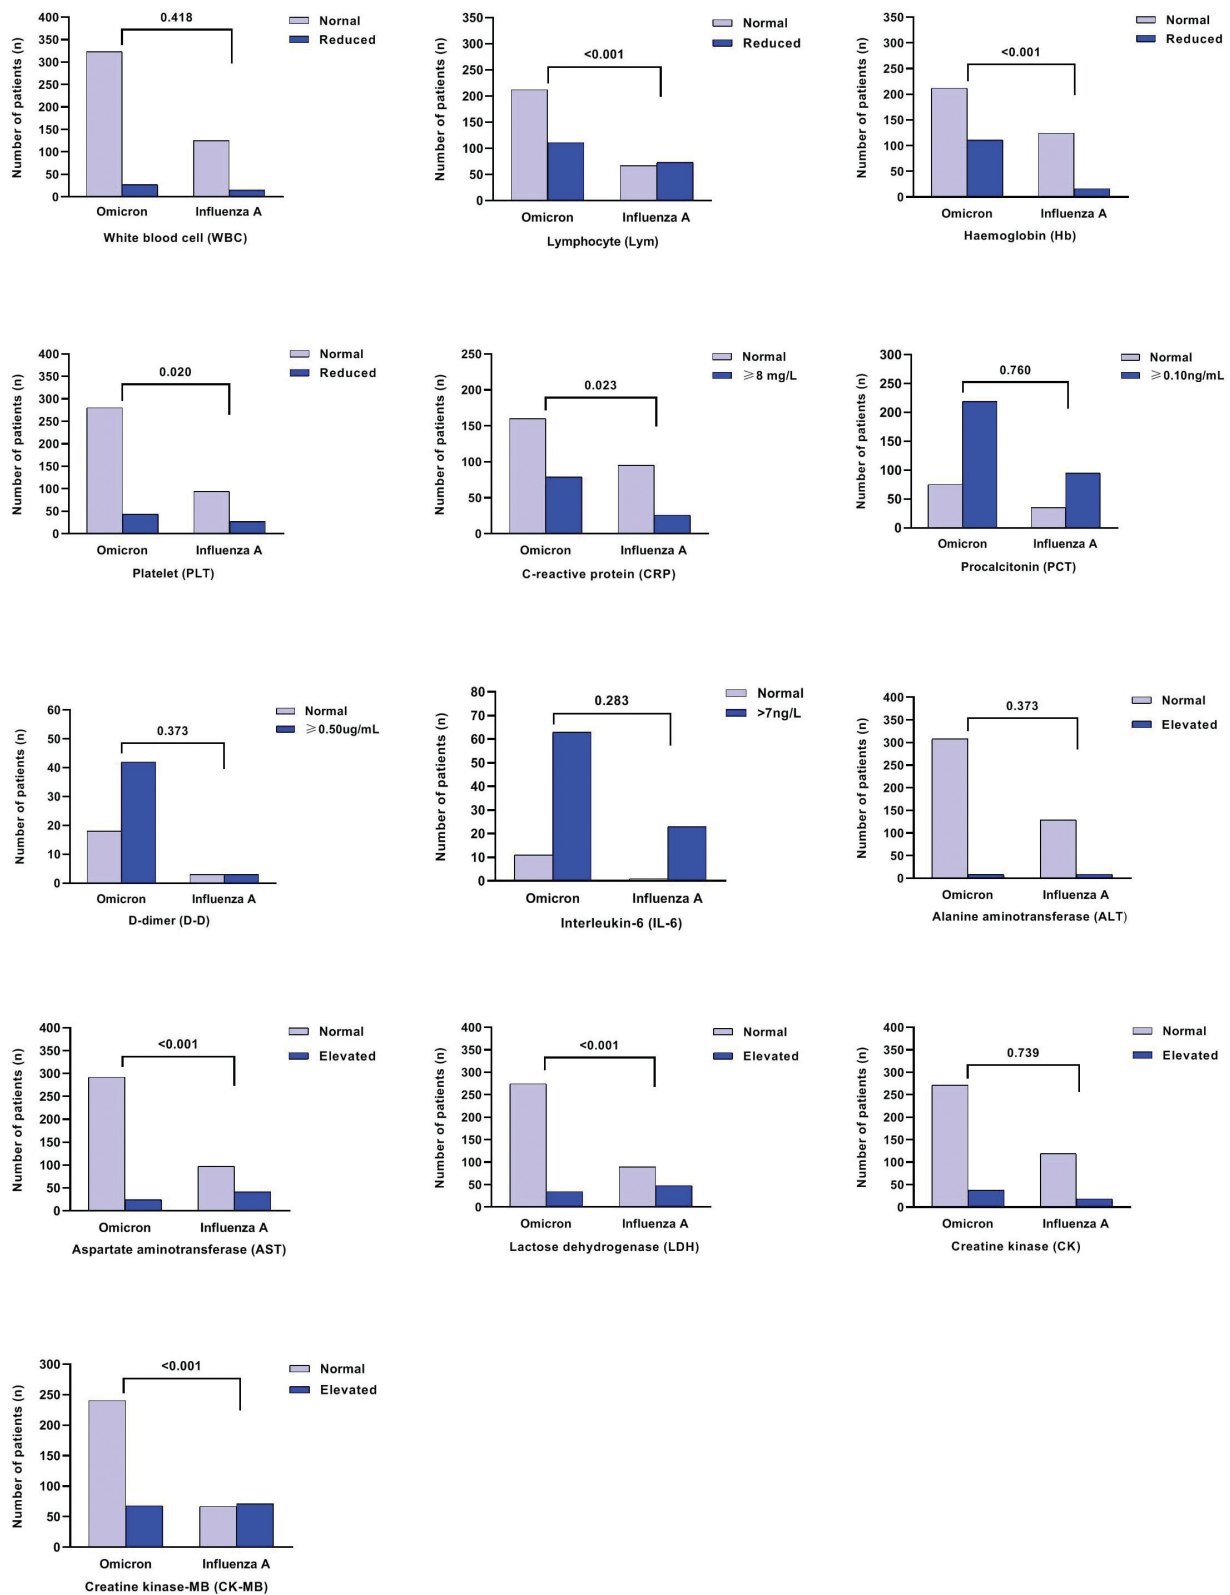 Number of patients (n)
400
350
300
250
200
150
100
50
0
0.418
Nornal
Reduced
Omicron Influenza A
White blood cell (WBC)
Number of patients (n)
350
300
250
200
150
100
50
0
<0.001
Normal
Reduced
Omicron Influenza A
Lymphocyte (Lym)
Number of patients (n)
350
300
250
200
150
100
50
0
<0.001
Normal
Reduced
Omicron Influenza A
Haemoglobin (Hb)
Number of patients (n)
400
350
300
250
200
150
100
50
0
0.020
Normal
Reduced
Omicron Influenza A
Platelet (PLT)
Number of patients (n)
250
200
150
100
50
0
0.023
Normal
⩾8 mg/L
Omicron Influenza A
C-reactive protein (CRP)
Number of patients (n)
300
250
200
150
100
50
0
0.760
Normal
⩾0.10ng/mL
Omicron Influenza A
Procalcitonin (PCT)
Number of patients (n)
60
50
40
30
20
10
0
0.373
Normal
⩾0.50ug/mL
Omicron Influenza A
D-dimer (D-D)
Number of patients (n)
80
70
60
50
40
30
20
10
0
0.283
Normal
>7ng/L
Omicron Influenza A
Interleukin-6 (IL-6)
Number of patients (n)
400
350
300
250
200
150
100
50
0
0.373
Normal
Elevated
Omicron Influenza A
Alanine aminotransferase (ALT)
Number of patients (n)
400
350
300
250
200
150
100
50
0
<0.001
Normal
Elevated
Omicron Influenza A
Aspartate aminotransferase (AST)
Number of patients (n)
400
350
300
250
200
150
100
50
0
<0.001
Normal
Elevated
Omicron Influenza A
Lactose dehydrogenase (LDH)
Number of patients (n)
400
350
300
250
200
150
100
50
0
0.739
Normal
Elevated
Omicron Influenza A
Creatine kinase (CK)
Number of patients (n)
300
250
200
150
100
50
0
<0.001
Normal
Elevated
Omicron Influenza A
Creatine kinase-MB (CK-MB)